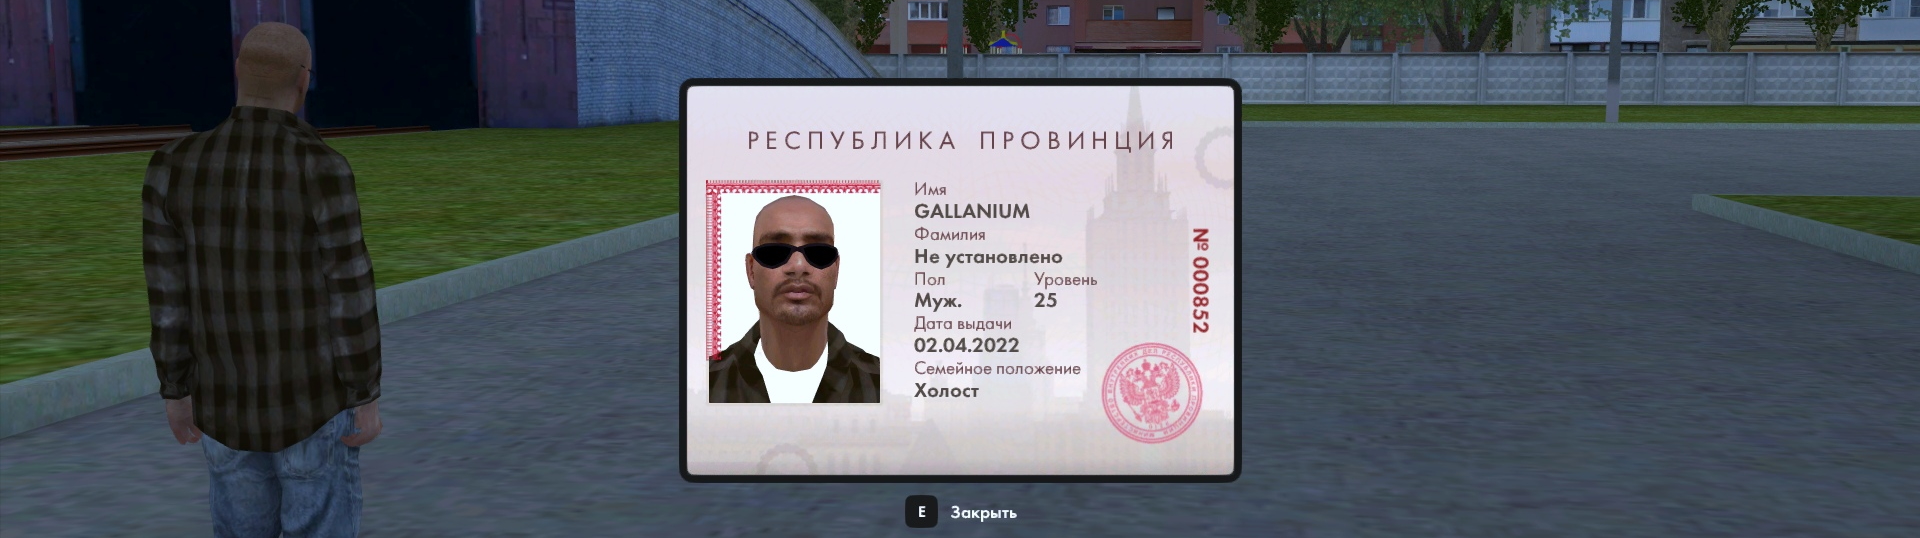 РЕСПУБЛИКА ПРОВИНЦИЯ
Имя
GALLANIUM
Фамилия
Не установлено
Пол Уровень
Муж. 25
Дата выдачи
02.04.2022
Семейное положение
Холост
№ 000852
E Закрыть